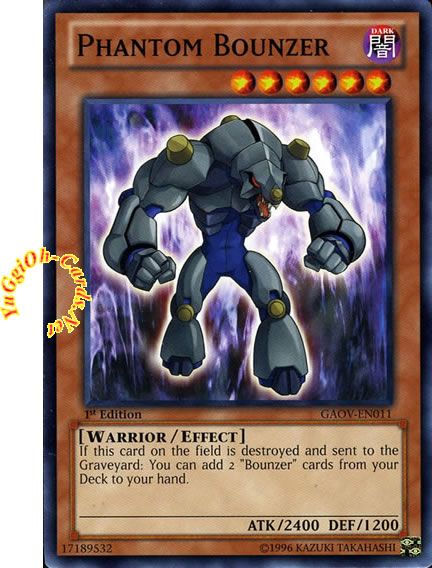 PHANTOM BOUNZER
DARK
闇
YuGgiOh-Cards.Net
1st Edition
GAOV-EN011
[WARRIOR/EFFECT]
If this card on the field is destroyed and sent to the
Graveyard: You can add 2 "Bounzer" cards from your
Deck to your hand.
ATK/2400 DEF/1200
17189532
©1996 KAZUKI TAKAHASHI